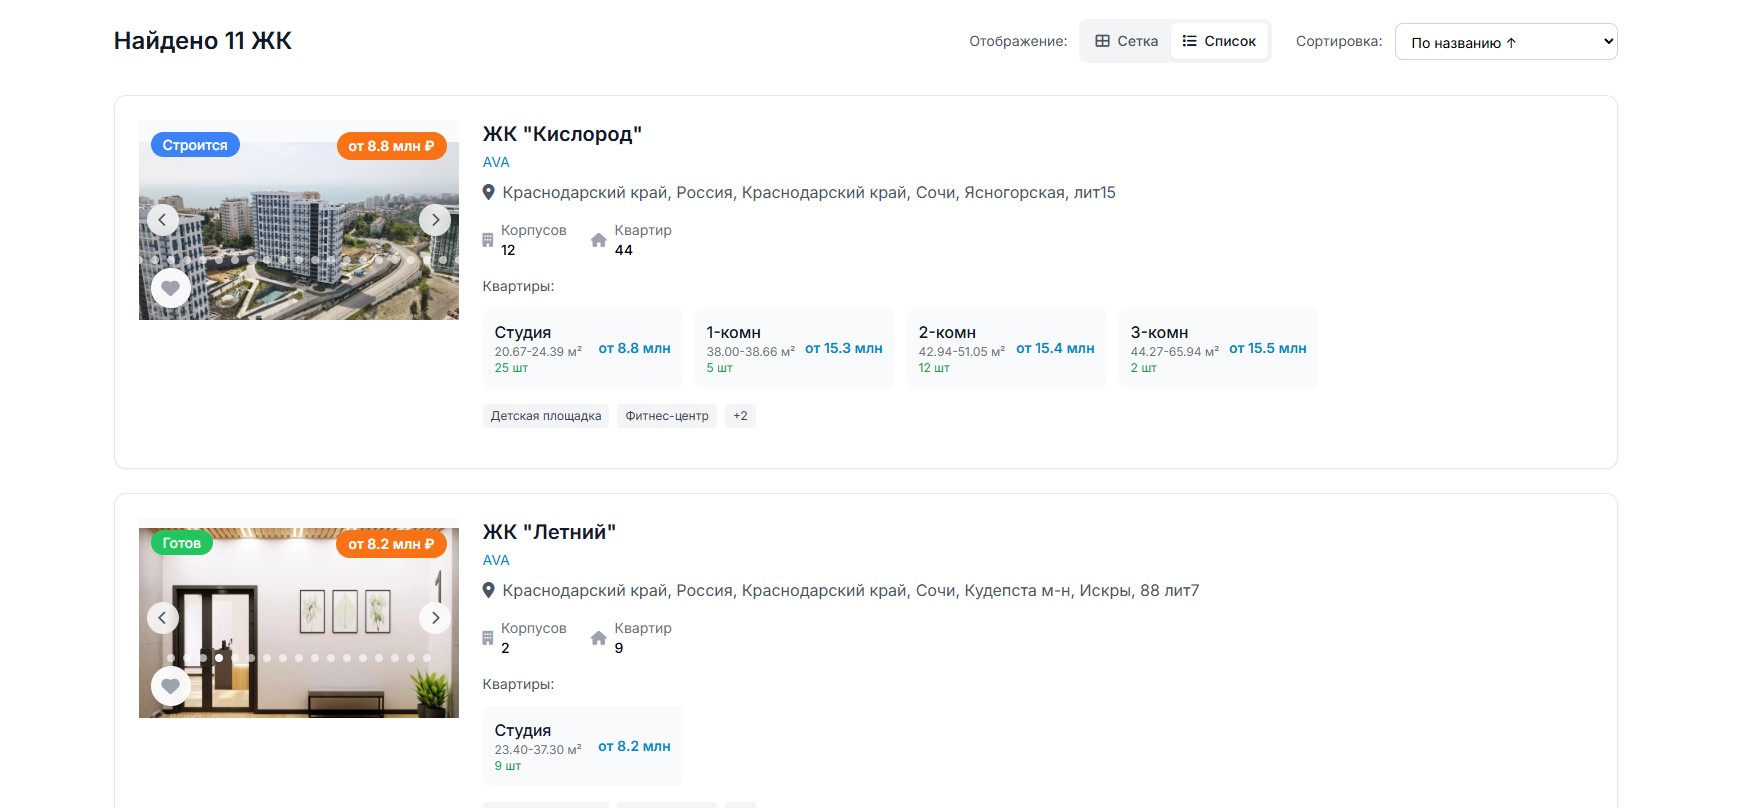 Найдено 11 ЖК
Отображение: Сетка Список Сортировка: По названию ↑
Строится
от 8.8 млн ₽
ЖК "Кислород"
AVA
Краснодарский край, Россия, Краснодарский край, Сочи, Ясногорская, лит15
Корпусов
12
Квартир
44
Квартиры:
Студия
20.67-24.39 м²
25 шт
от 8.8 млн
1-комн
38.00-38.66 м²
5 шт
от 15.3 млн
2-комн
42.94-51.05 м²
12 шт
от 15.4 млн
3-комн
44.27-65.94 м²
2 шт
от 15.5 млн
Детская площадка Фитнес-центр +2
Готов
от 8.2 млн ₽
ЖК "Летний"
AVA
Краснодарский край, Россия, Краснодарский край, Сочи, Кудепста м-н, Искры, 88 лит7
Корпусов
2
Квартир
9
Квартиры:
Студия
23.40-37.30 м²
9 шт
от 8.2 млн